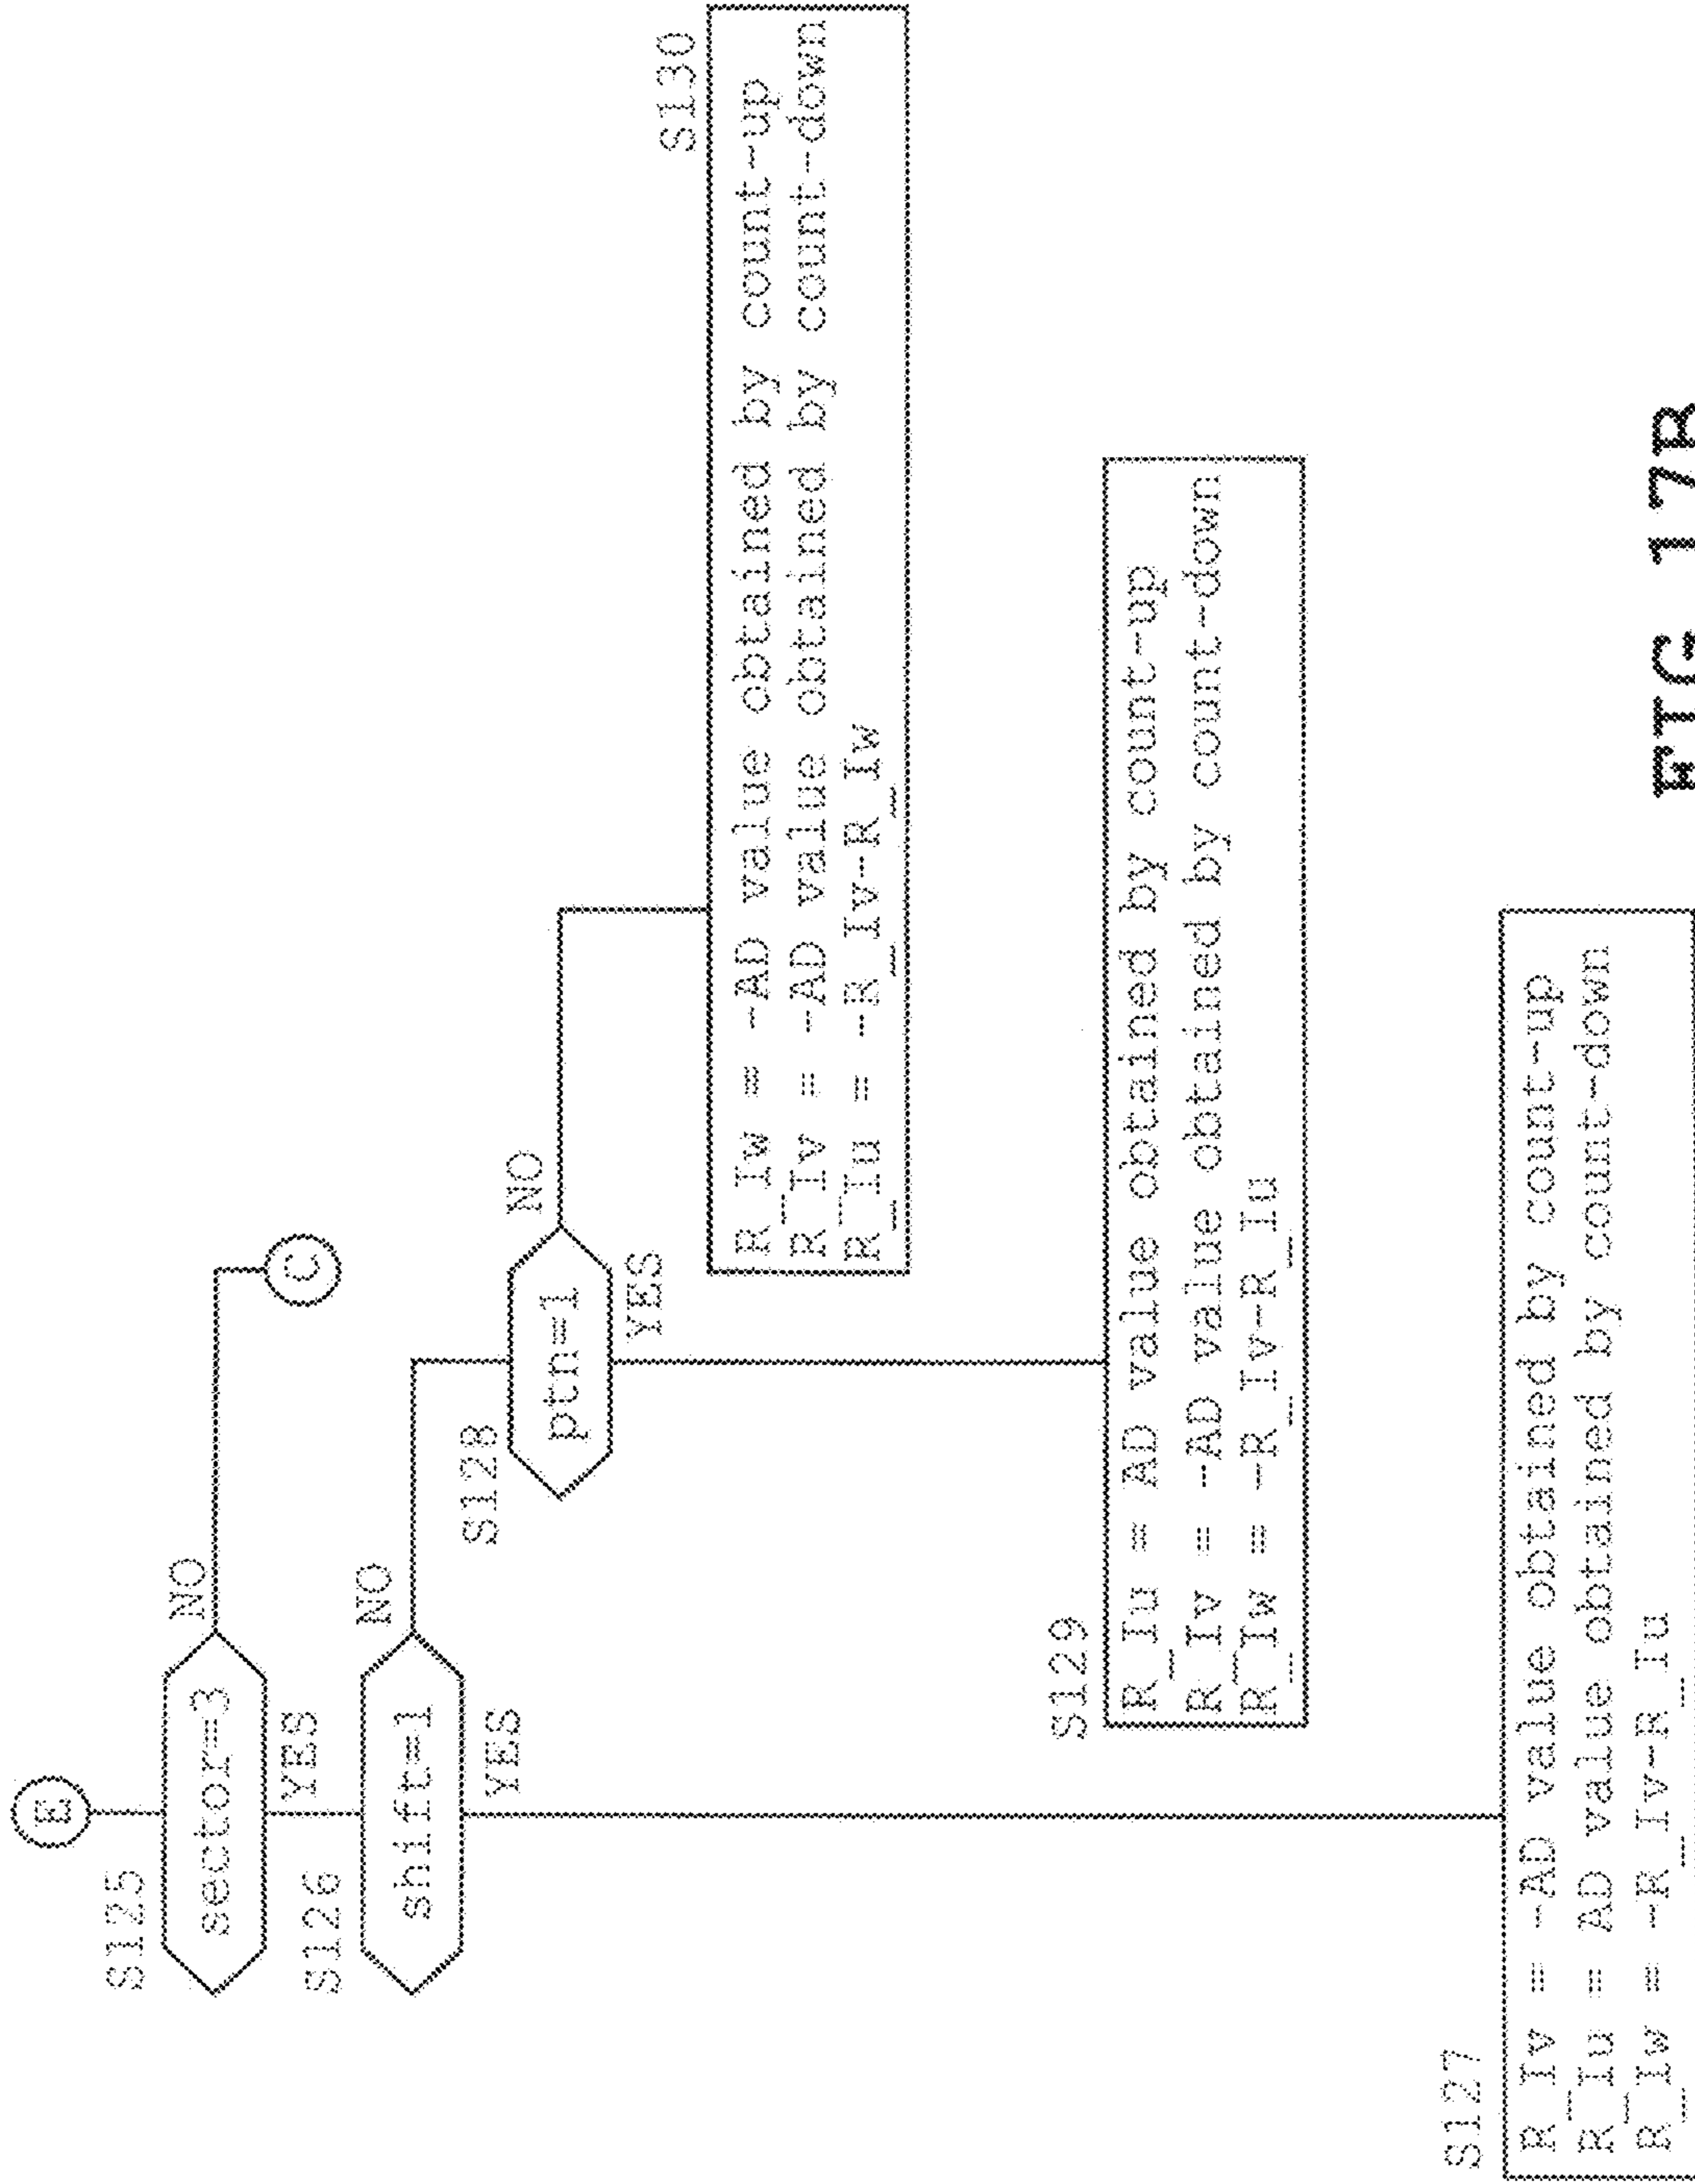 E
S125
sector=3
NO
C
YES
S126
shift=1
NO
YES
S128
ptn=1
NO
YES
S130
R_Iw = -AD value obtained by count-up
R_Iv = -AD value obtained by count-down
R_Iu = -R_Iv-R_Iw
S129
R_Iu = AD value obtained by count-up
R_Iv = -AD value obtained by count-down
R_Iw = -R_Iv-R_Iu
S127
R_Iv = -AD value obtained by count-up
R_Iu = AD value obtained by count-down
R_Iw = -R_Iv-R_Iu
FIG 17B